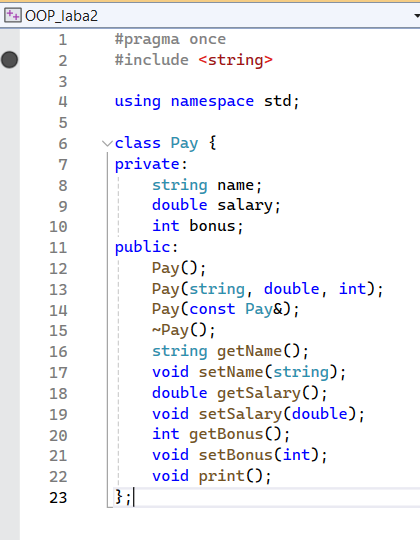 OOP_laba2
1 #pragma once
2 #include <string>
3
4 using namespace std;
5
6 class Pay {
7 private:
8 string name;
9 double salary;
10 int bonus;
11 public:
12 Pay();
13 Pay(string, double, int);
14 Pay(const Pay&);
15 ~Pay();
16 string getName();
17 void setName(string);
18 double getSalary();
19 void setSalary(double);
20 int getBonus();
21 void setBonus(int);
22 void print();
23 };